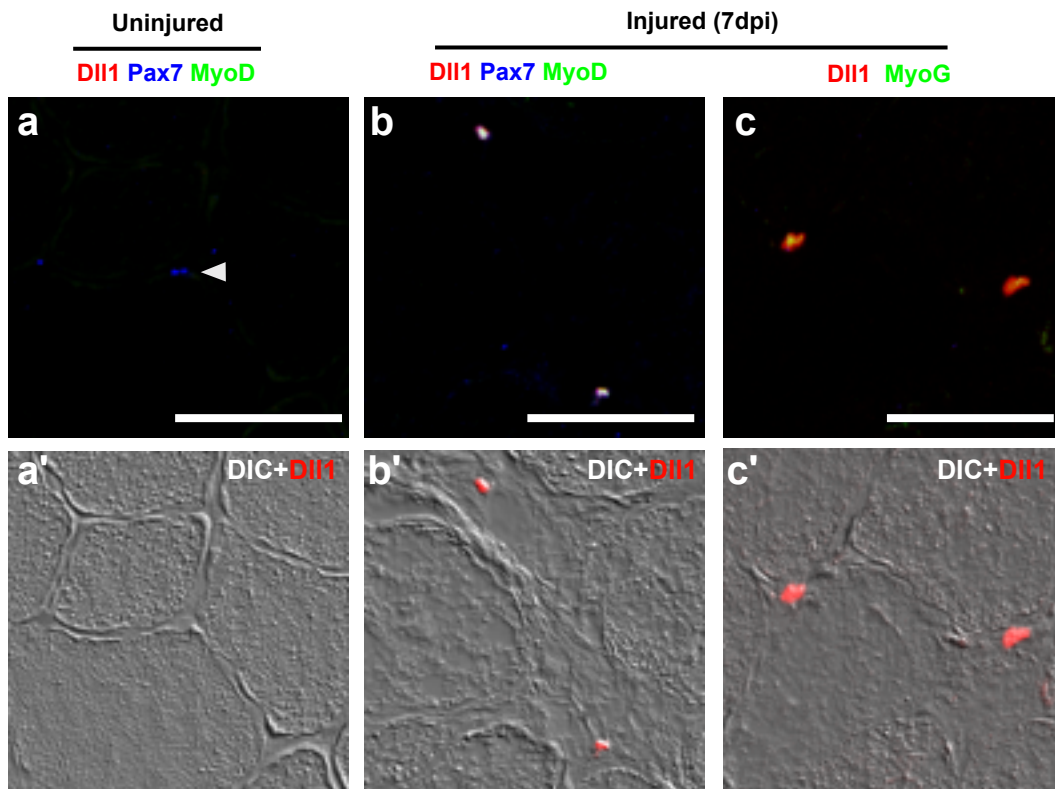 Uninjured
Injured (7dpi)
Dll1 Pax7 MyoD
Dll1 Pax7 MyoD
Dll1 MyoG
a
b
c
a'
DIC+Dll1
b'
DIC+Dll1
c'
DIC+Dll1